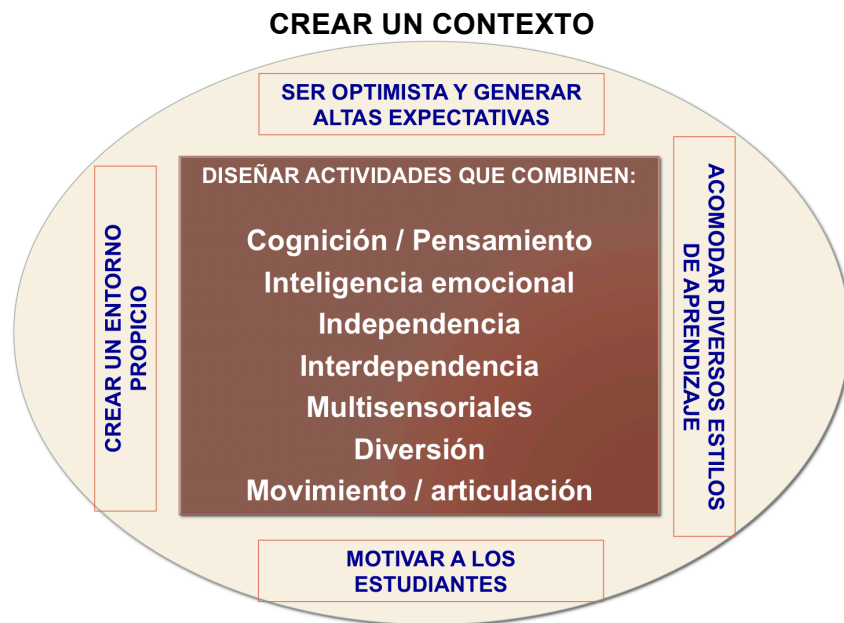 CREAR UN CONTEXTO
SER OPTIMISTA Y GENERAR
ALTAS EXPECTATIVAS
CREAR UN ENTORNO
PROPICIO
DISEÑAR ACTIVIDADES QUE COMBINEN:
Cognición / Pensamiento
Inteligencia emocional
Independencia
Interdependencia
Multisensoriales
Diversión
Movimiento / articulación
ACOMODAR DIVERSOS ESTILOS
DE APRENDIZAJE
MOTIVAR A LOS
ESTUDIANTES